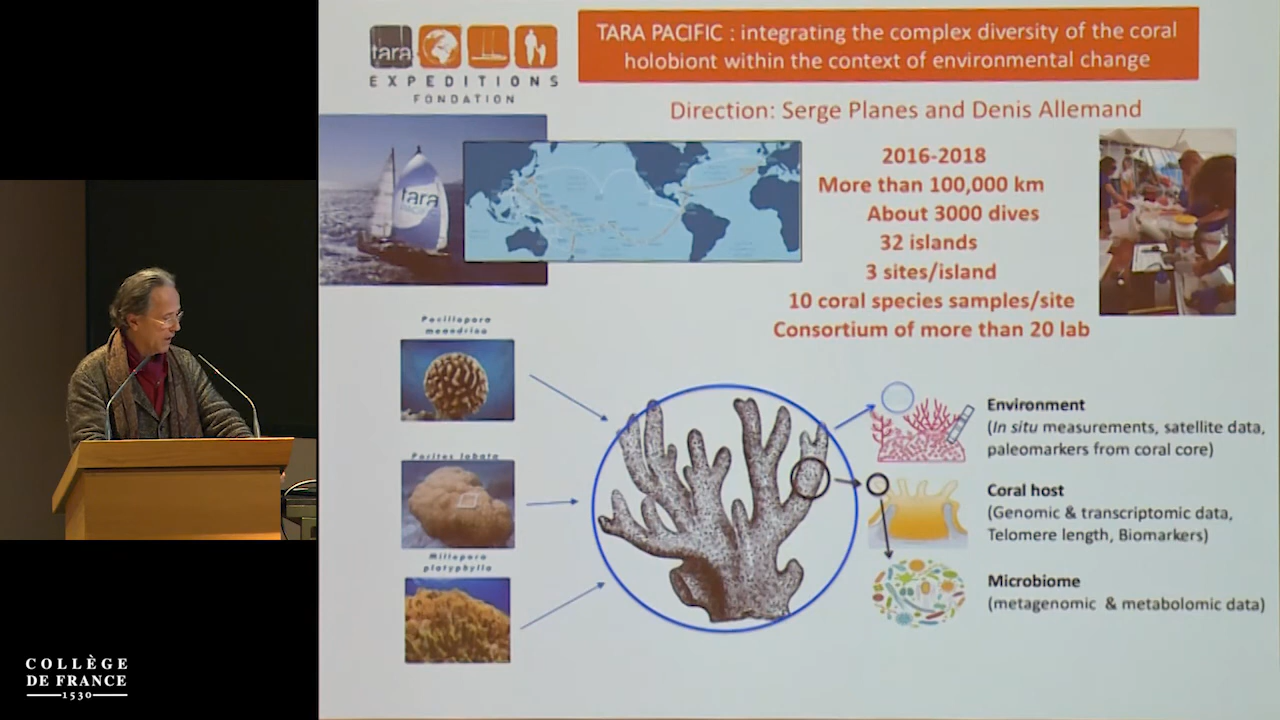 tara
EXPEDITIONS
FONDATION
TARA PACIFIC : integrating the complex diversity of the coral
holobiont within the context of environmental change
Direction: Serge Planes and Denis Allemand
tara
2016-2018
More than 100,000 km
About 3000 dives
32 islands
3 sites/island
10 coral species samples/site
Consortium of more than 20 lab
Pocillopora
meandrina
Porites lobata
Millepora
platyphylla
Environment
(In situ measurements, satellite data,
paleomarkers from coral core)
Coral host
(Genomic & transcriptomic data,
Telomere length, Biomarkers)
Microbiome
(metagenomic & metabolomic data)
COLLÈGE
DE FRANCE
1530